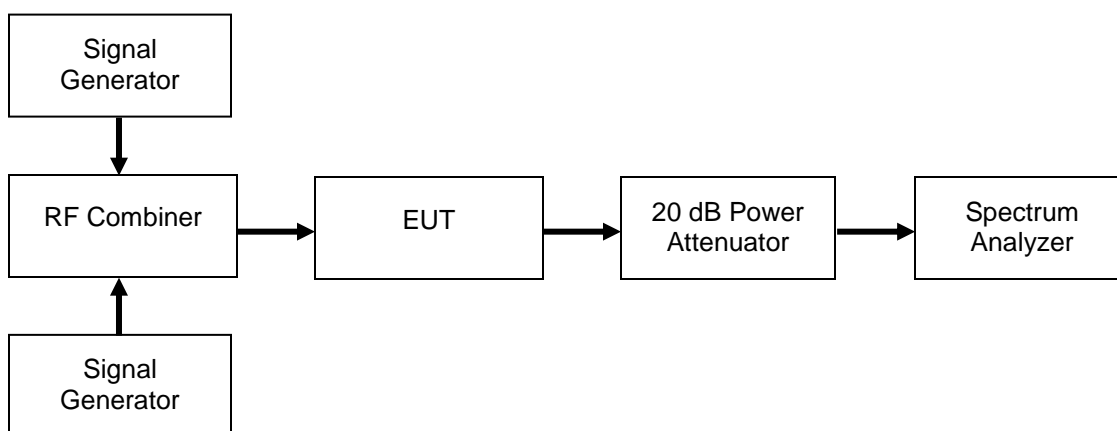 Signal
Generator
RF Combiner
EUT
20 dB Power
Attenuator
Spectrum
Analyzer
Signal
Generator